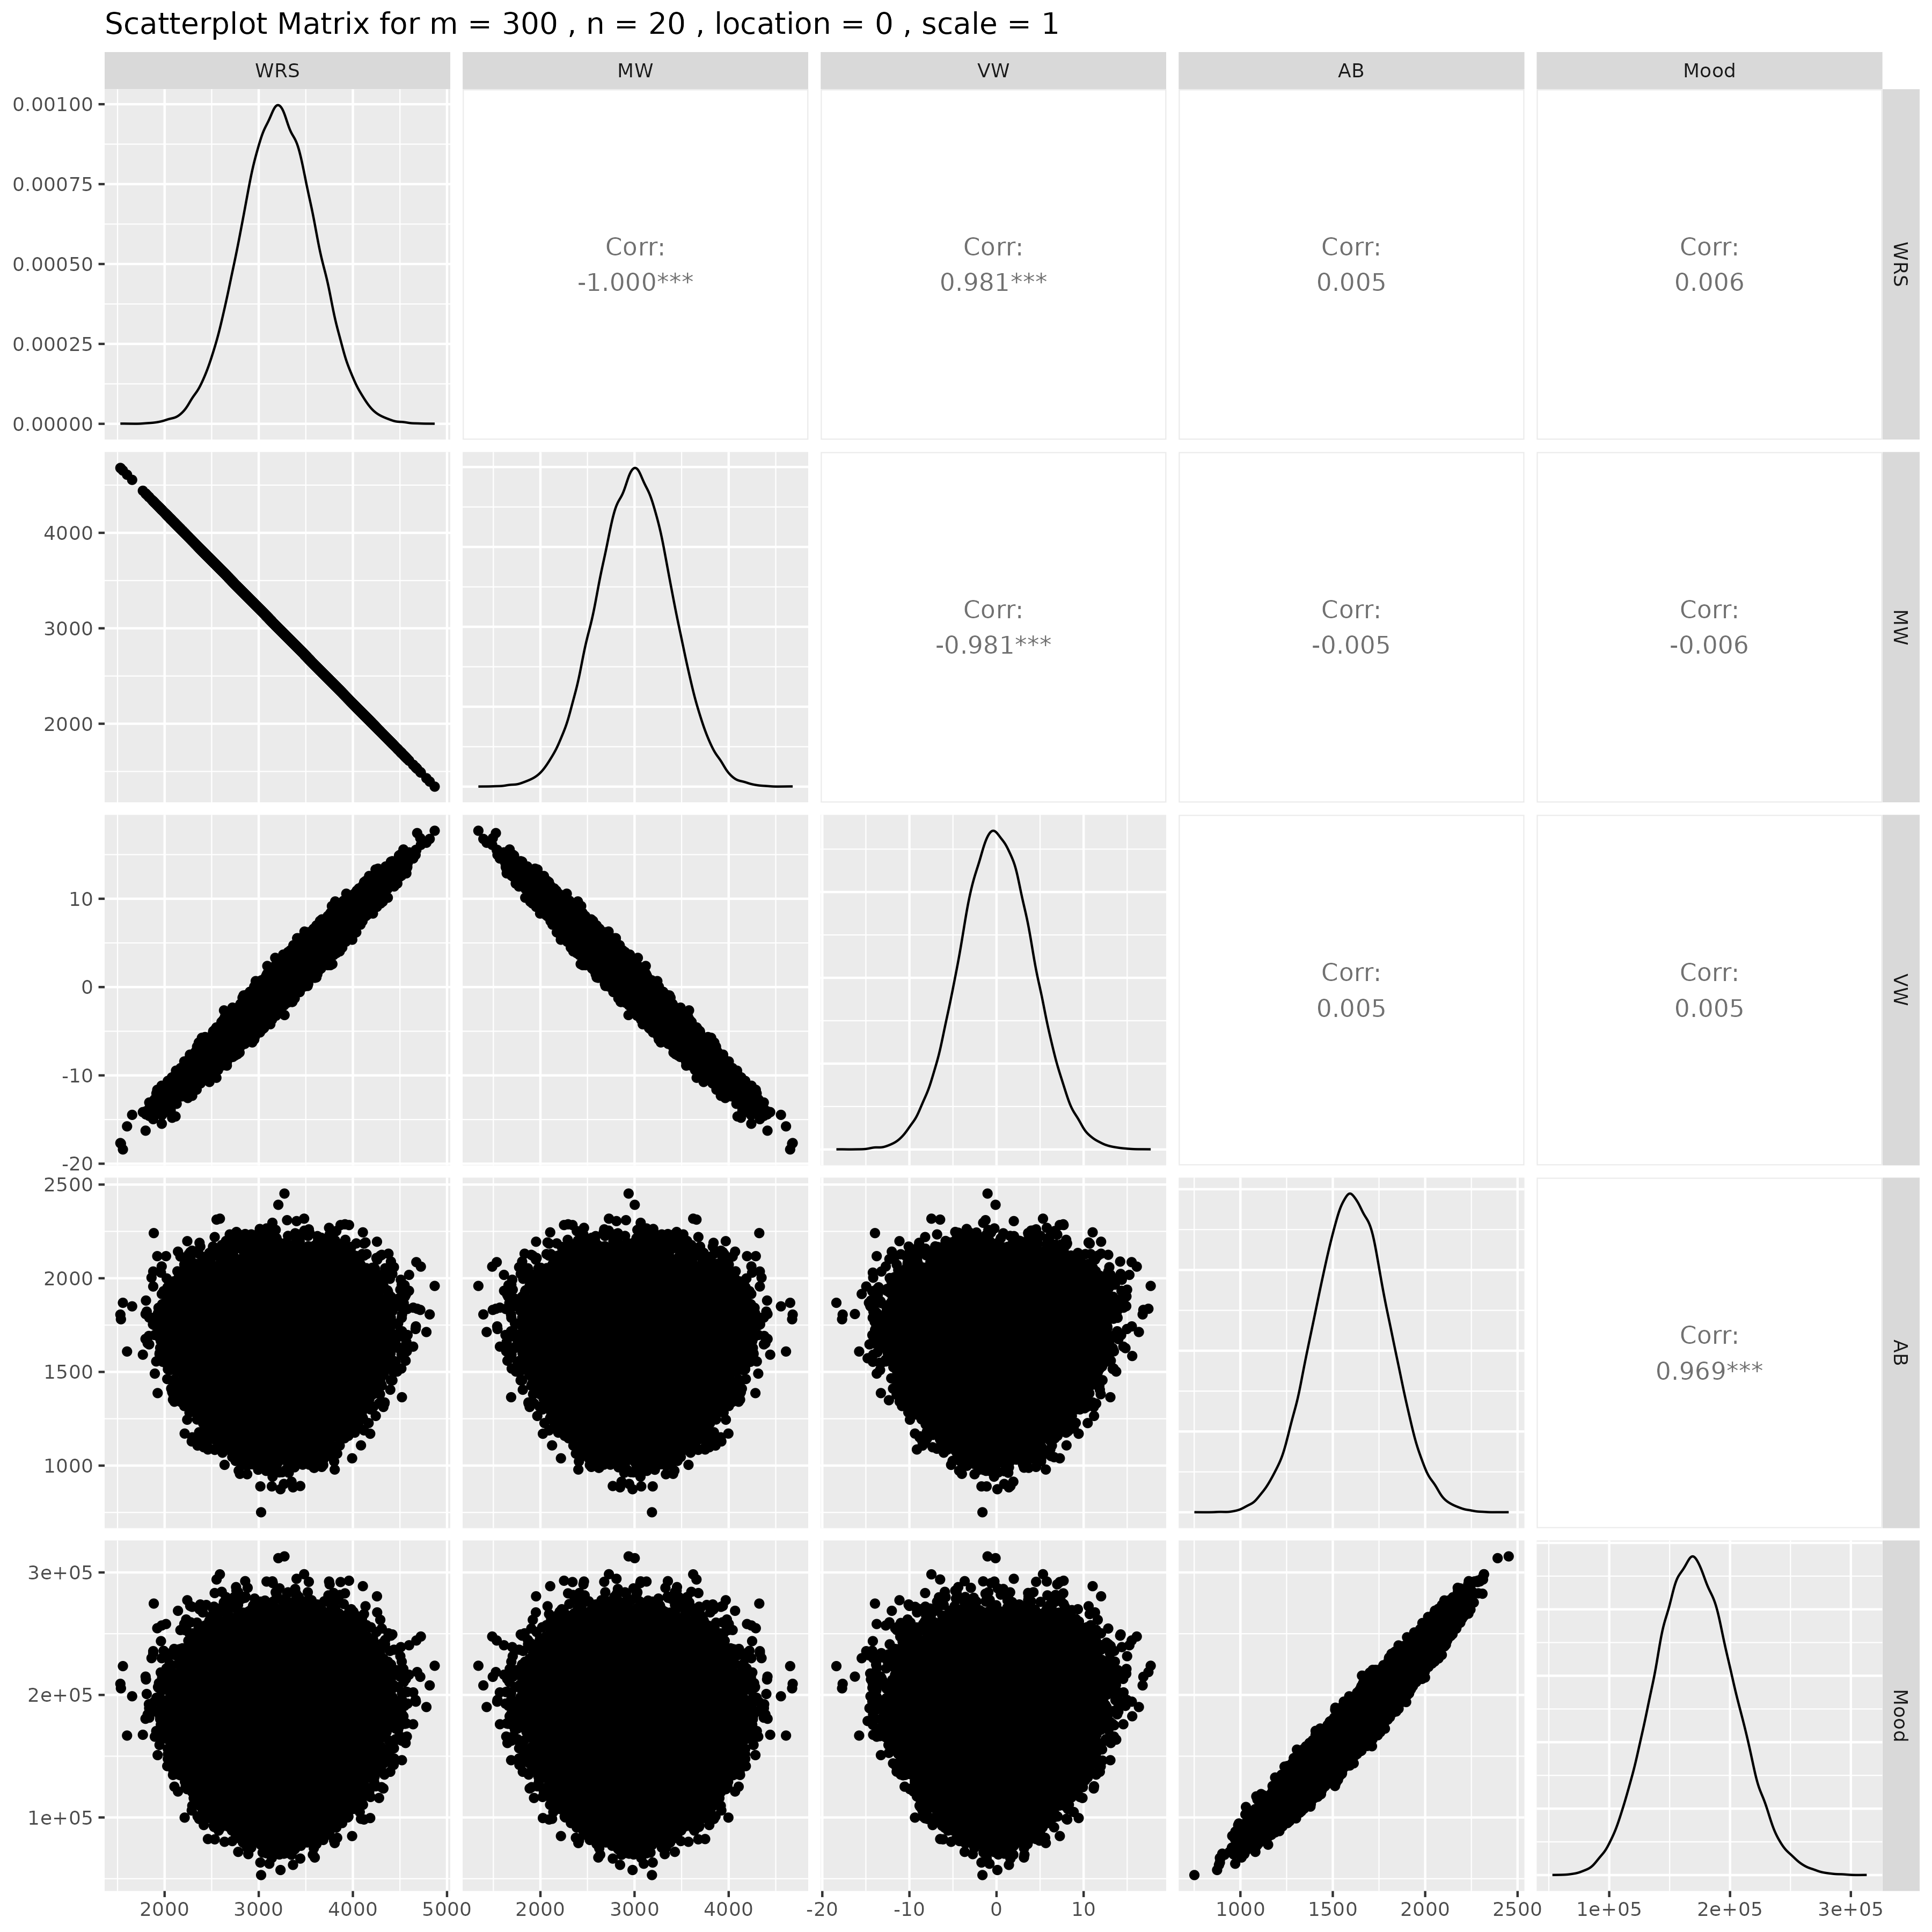 Scatterplot Matrix for m = 300 , n = 20 , location = 0 , scale = 1
WRS MW VW AB Mood
0.00100
0.00075
0.00050
0.00025
0.00000
Corr:
-1.000***
Corr:
0.981***
Corr:
0.005
Corr:
0.006
WRS
4000
3000
2000
Corr:
-0.981***
Corr:
-0.005
Corr:
-0.006
MW
10
0
-10
-20
Corr:
0.005
Corr:
0.005
VW
2500
2000
1500
1000
Corr:
0.969***
AB
3e+05
2e+05
1e+05
Mood
2000 3000 4000 5000 2000 3000 4000 -20 -10 0 10 1000 1500 2000 2500 1e+05 2e+05 3e+05